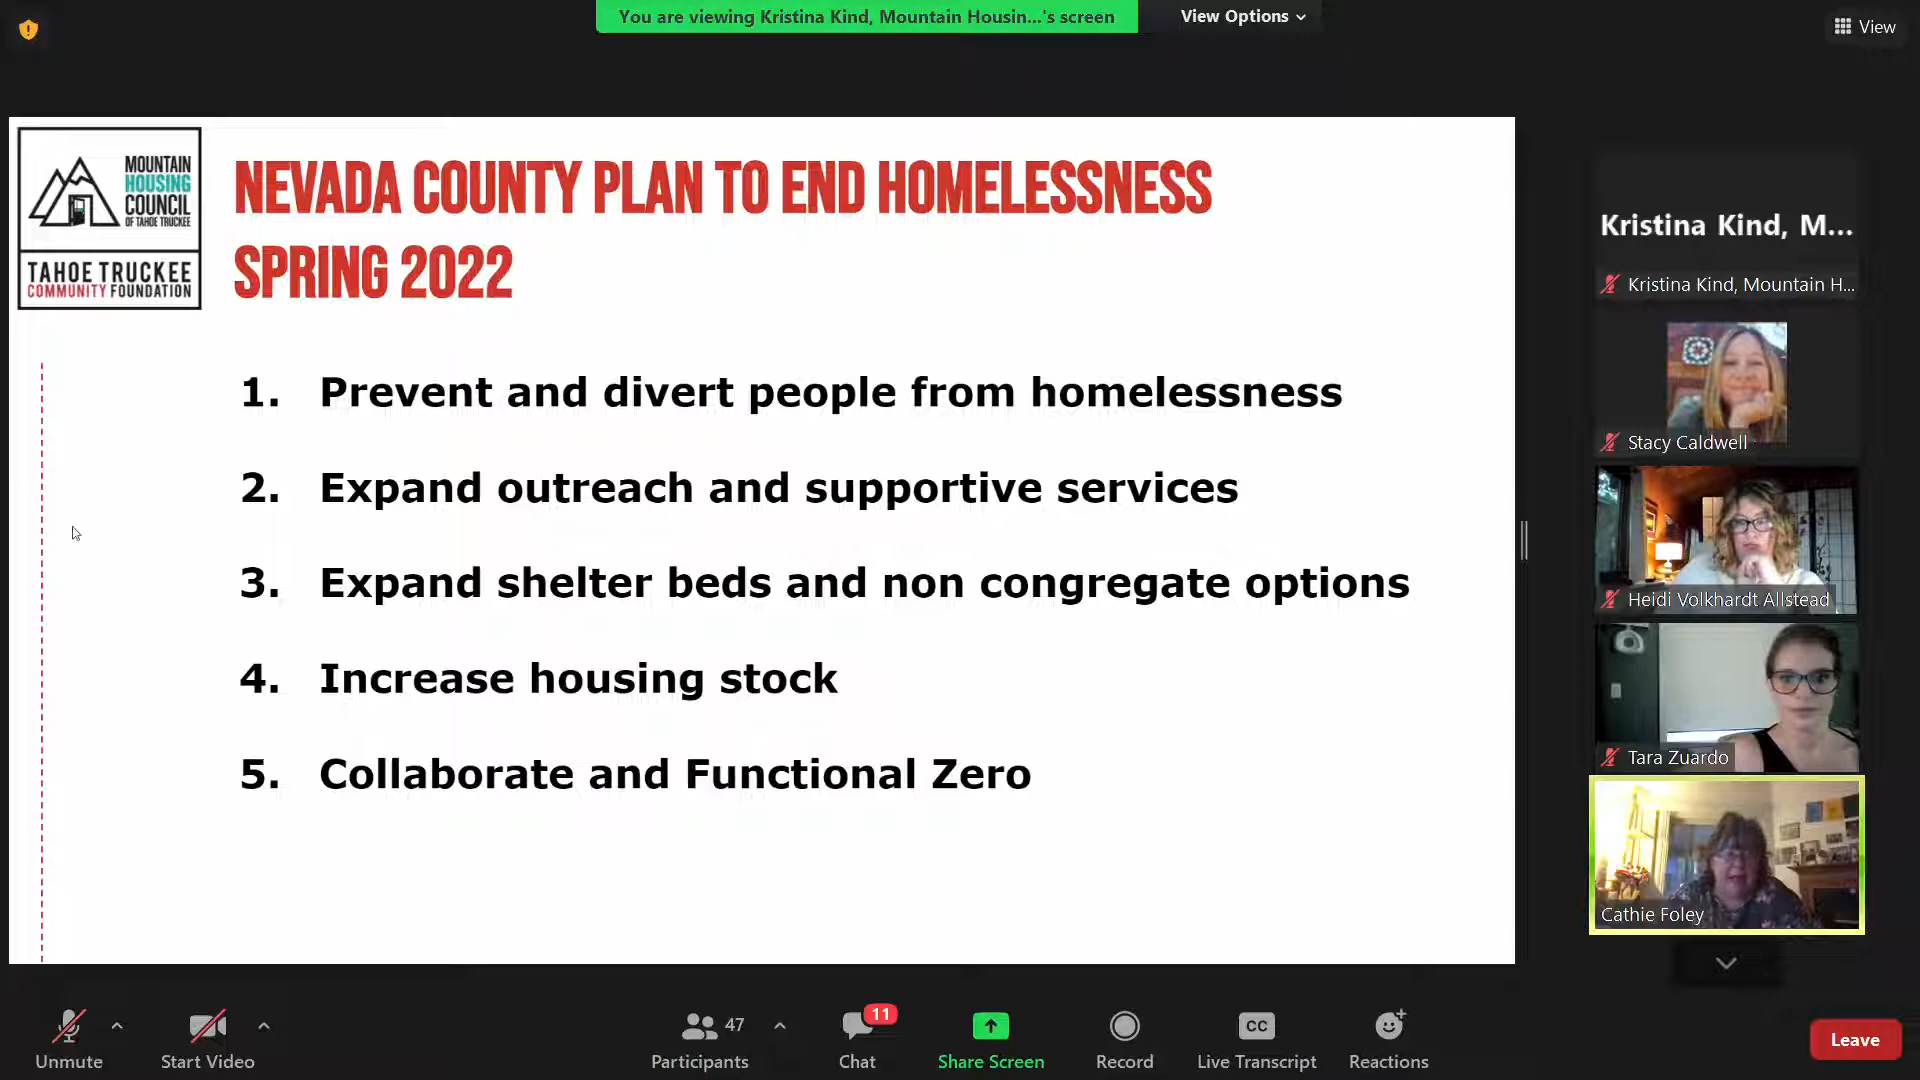 You are viewing Kristina Kind, Mountain Housin...'s screen
View Options
View
MOUNTAIN
HOUSING
COUNCIL
OF TAHOE TRUCKEE
TAHOE TRUCKEE
COMMUNITY FOUNDATION
NEVADA COUNTY PLAN TO END HOMELESSNESS
SPRING 2022
1. Prevent and divert people from homelessness
2. Expand outreach and supportive services
3. Expand shelter beds and non congregate options
4. Increase housing stock
5. Collaborate and Functional Zero
Kristina Kind, M...
Kristina Kind, Mountain H...
Stacy Caldwell
Heidi Volkhardt Allstead
Tara Zuardo
Cathie Foley
Unmute
Start Video
47
Participants
11
Chat
Share Screen
Record
CC
Live Transcript
Reactions
Leave